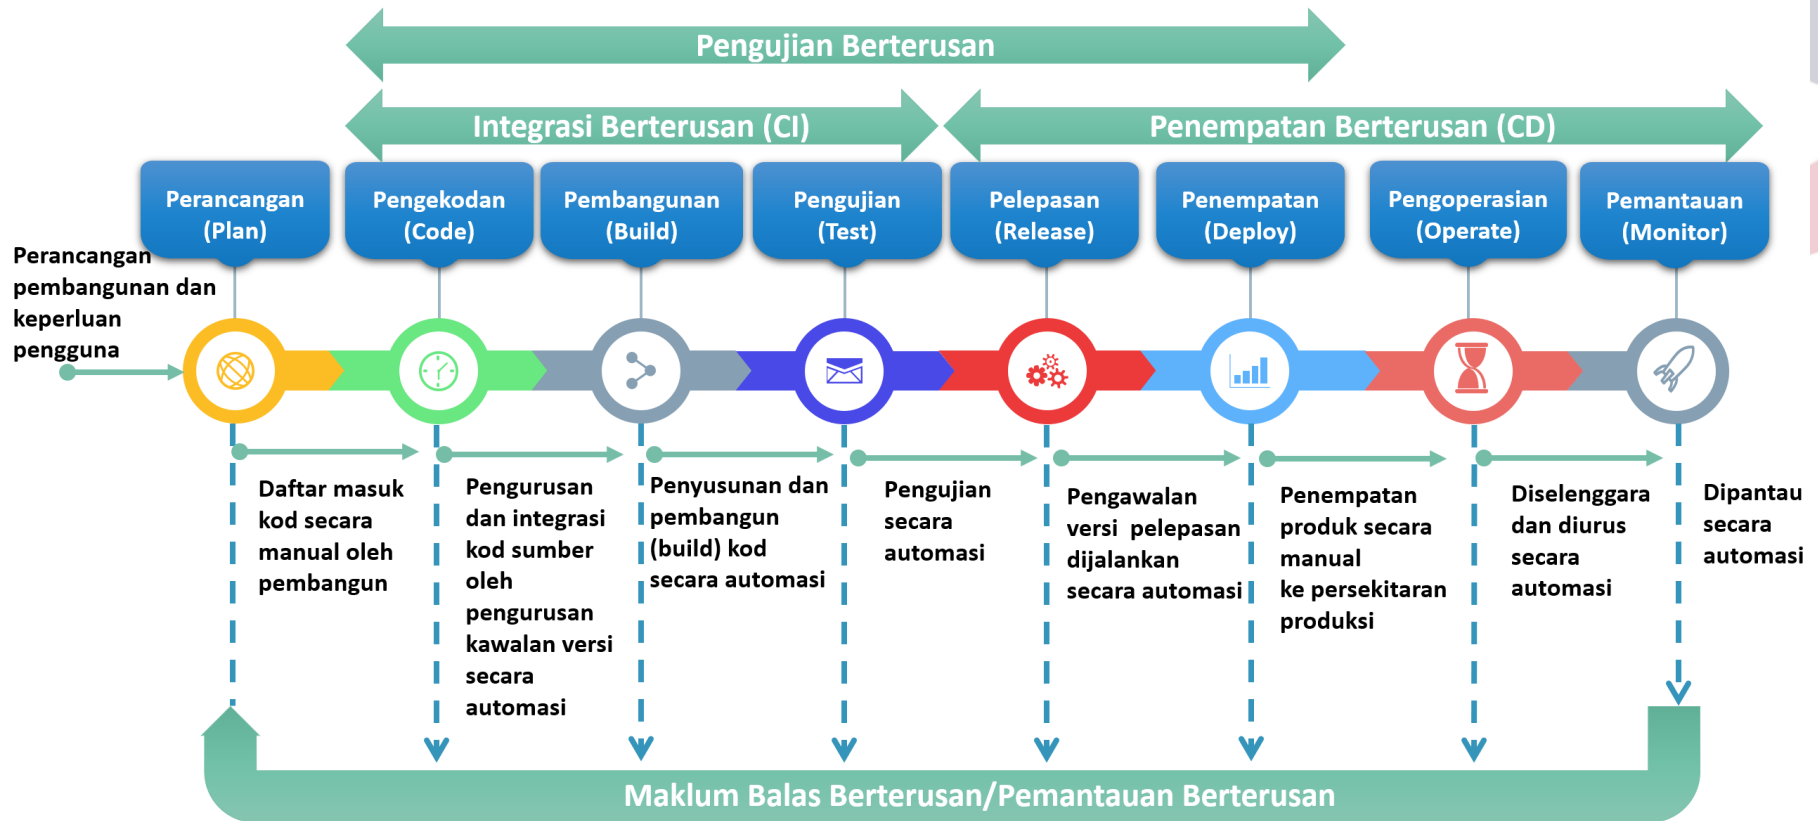 Pengujian Berterusan
Integrasi Berterusan (CI)
Penempatan Berterusan (CD)
Perancangan
(Plan)
Pengekodan
(Code)
Pembangunan
(Build)
Pengujian
(Test)
Pelepasan
(Release)
Penempatan
(Deploy)
Pengoperasian
(Operate)
Pemantauan
(Monitor)
Perancangan
pembangunan dan
keperluan
pengguna
Daftar masuk
kod secara
manual oleh
pembangun
Pengurusan
dan integrasi
kod sumber
oleh
pengurusan
kawalan versi
secara
automasi
Penyusunan dan
pembangun
(build) kod
secara automasi
Pengujian
secara
automasi
Pengawalan
versi pelepasan
dijalankan
secara automasi
Penempatan
produk secara
manual
ke persekitaran
produksi
Diselenggara
dan diurus
secara
automasi
Dipantau
secara
automasi
Maklum Balas Berterusan/Pemantauan Berterusan